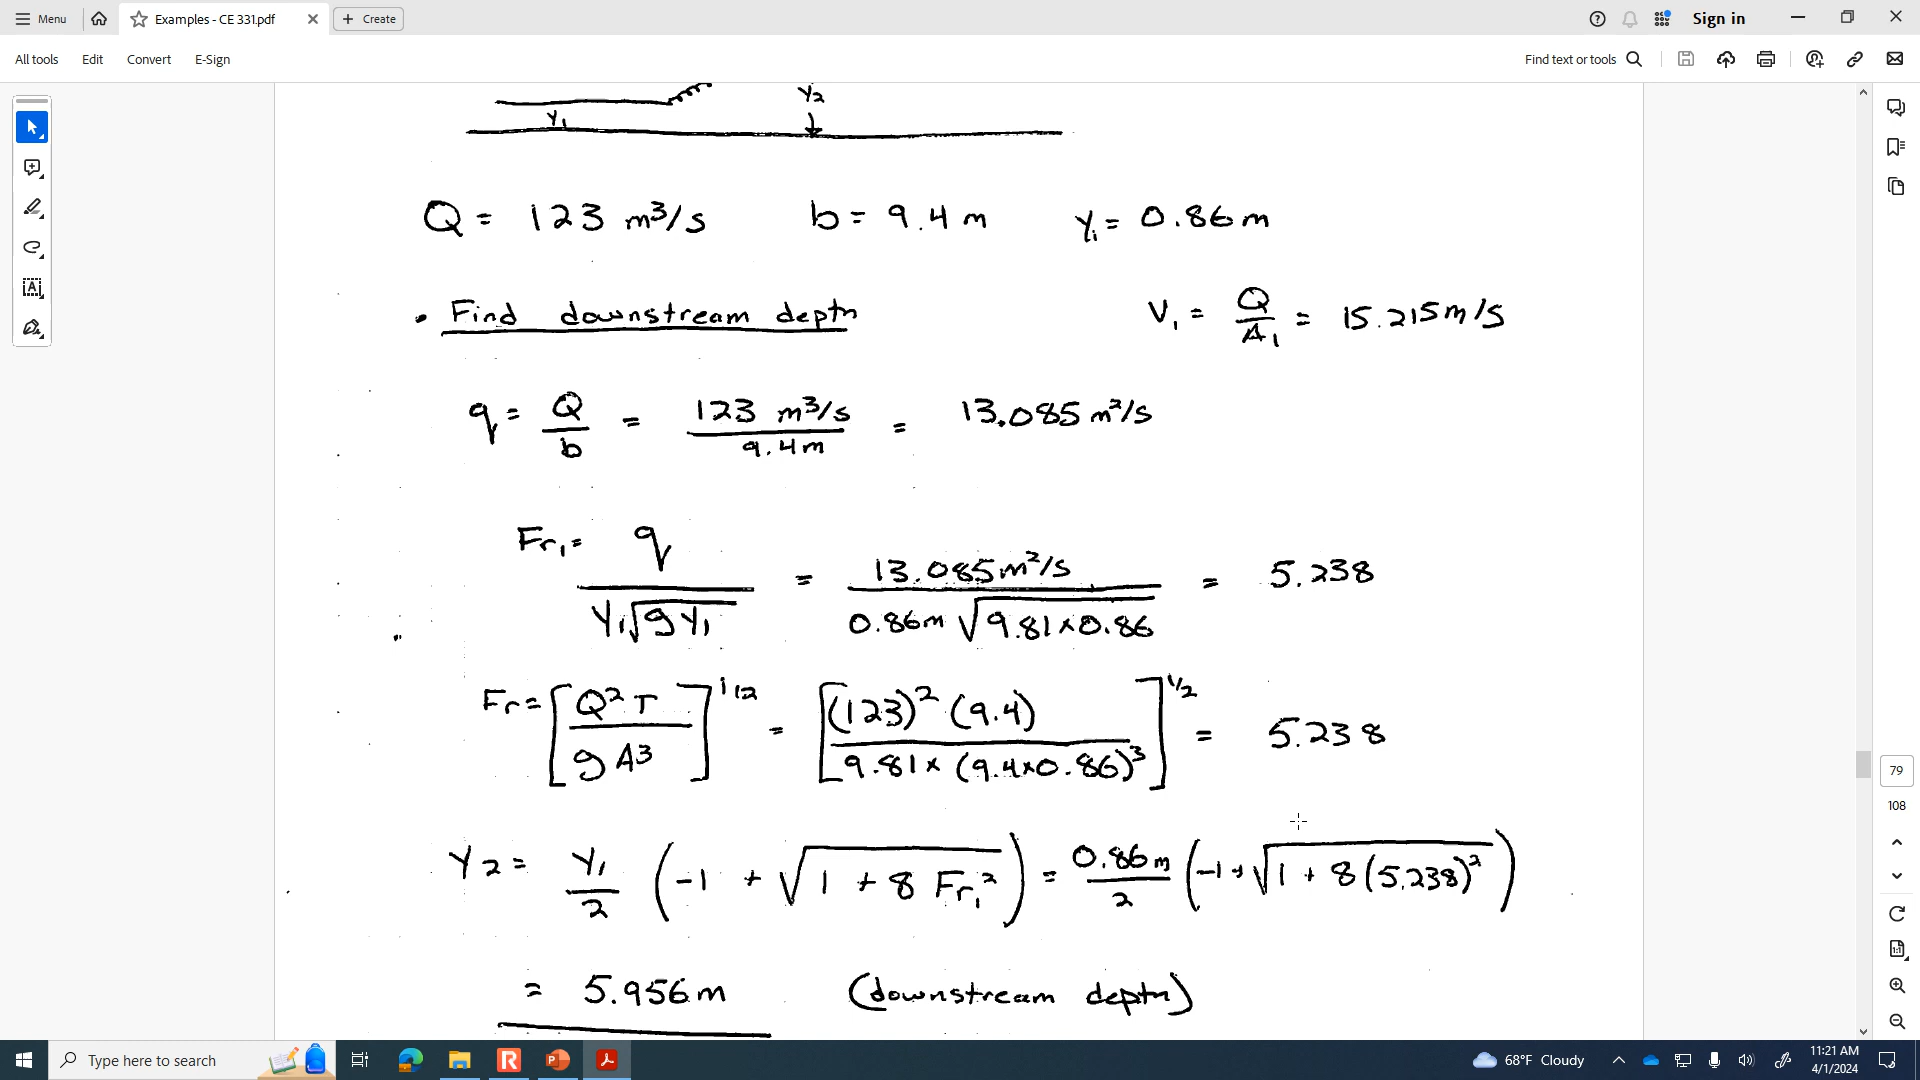 Menu
Examples - CE 331.pdf
Create
Sign in
All tools Edit Convert E-Sign
Find text or tools
Y2
Y1
Q = 123 m³/s b = 9.4 m Y1 = 0.86 m
• Find downstream depth
V1 = Q/A1 = 15.215 m/s
q = Q/b = 123 m³/s / 9.4 m = 13.085 m²/s
Fr1 = q / Y1√(gY1) = 13.085 m²/s / 0.86m √(9.81×0.86) = 5.238
Fr = [Q² T / g A³]^1/2 = [(123)² (9.4) / 9.81× (9.4×0.86)³]^1/2 = 5.238
Y2 = Y1/2 (-1 + √(1 + 8 Fr1²)) = 0.86m/2 (-1 + √(1 + 8(5.238)²))
= 5.956 m (downstream depth)
79
108
Type here to search
68°F Cloudy
11:21 AM
4/1/2024